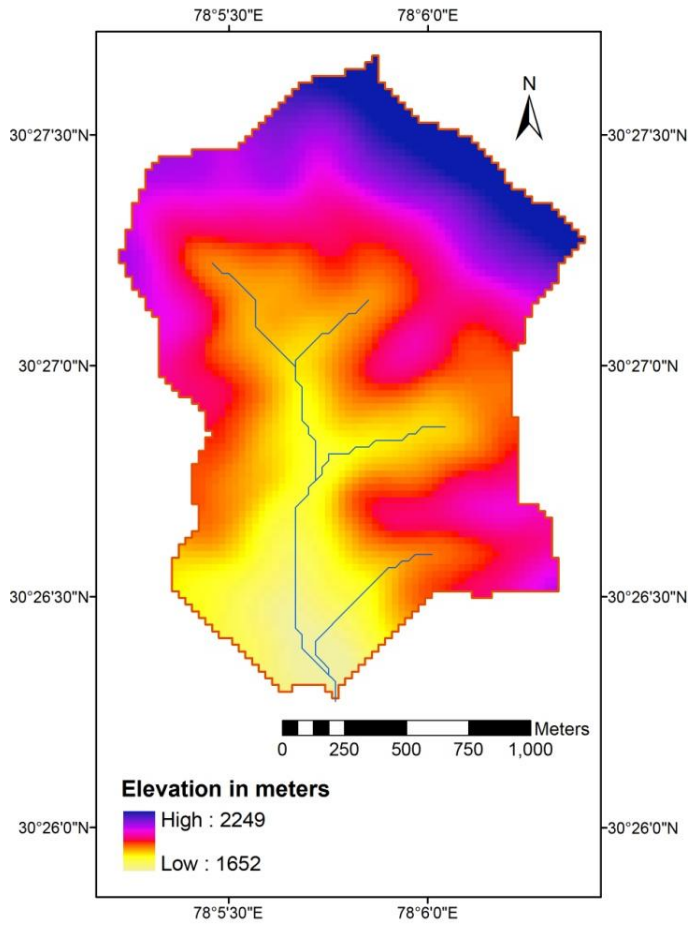 78°5'30"E 78°6'0"E
N
30°27'30"N 30°27'30"N
30°27'0"N 30°27'0"N
30°26'30"N 30°26'30"N
Meters
0 250 500 750 1,000
Elevation in meters
High : 2249
Low : 1652
30°26'0"N 30°26'0"N
78°5'30"E 78°6'0"E